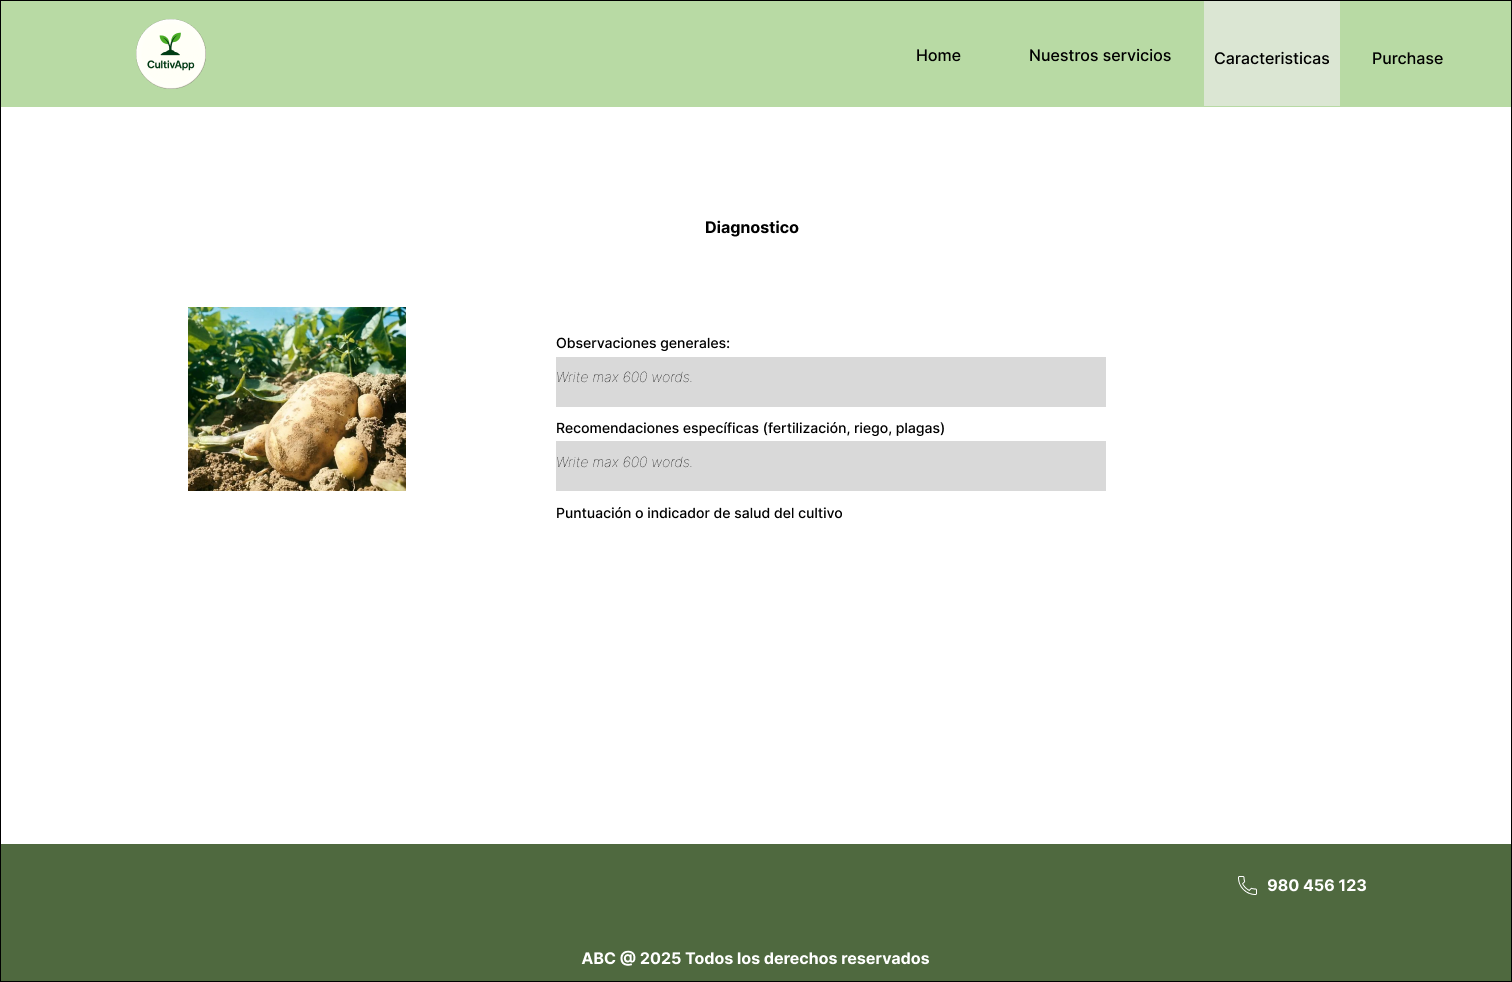 CultivApp
Home
Nuestros servicios
Caracteristicas
Purchase
Diagnostico
Observaciones generales:
Write max 600 words.
Recomendaciones específicas (fertilización, riego, plagas)
Write max 600 words.
Puntuación o indicador de salud del cultivo
980 456 123
ABC @ 2025 Todos los derechos reservados